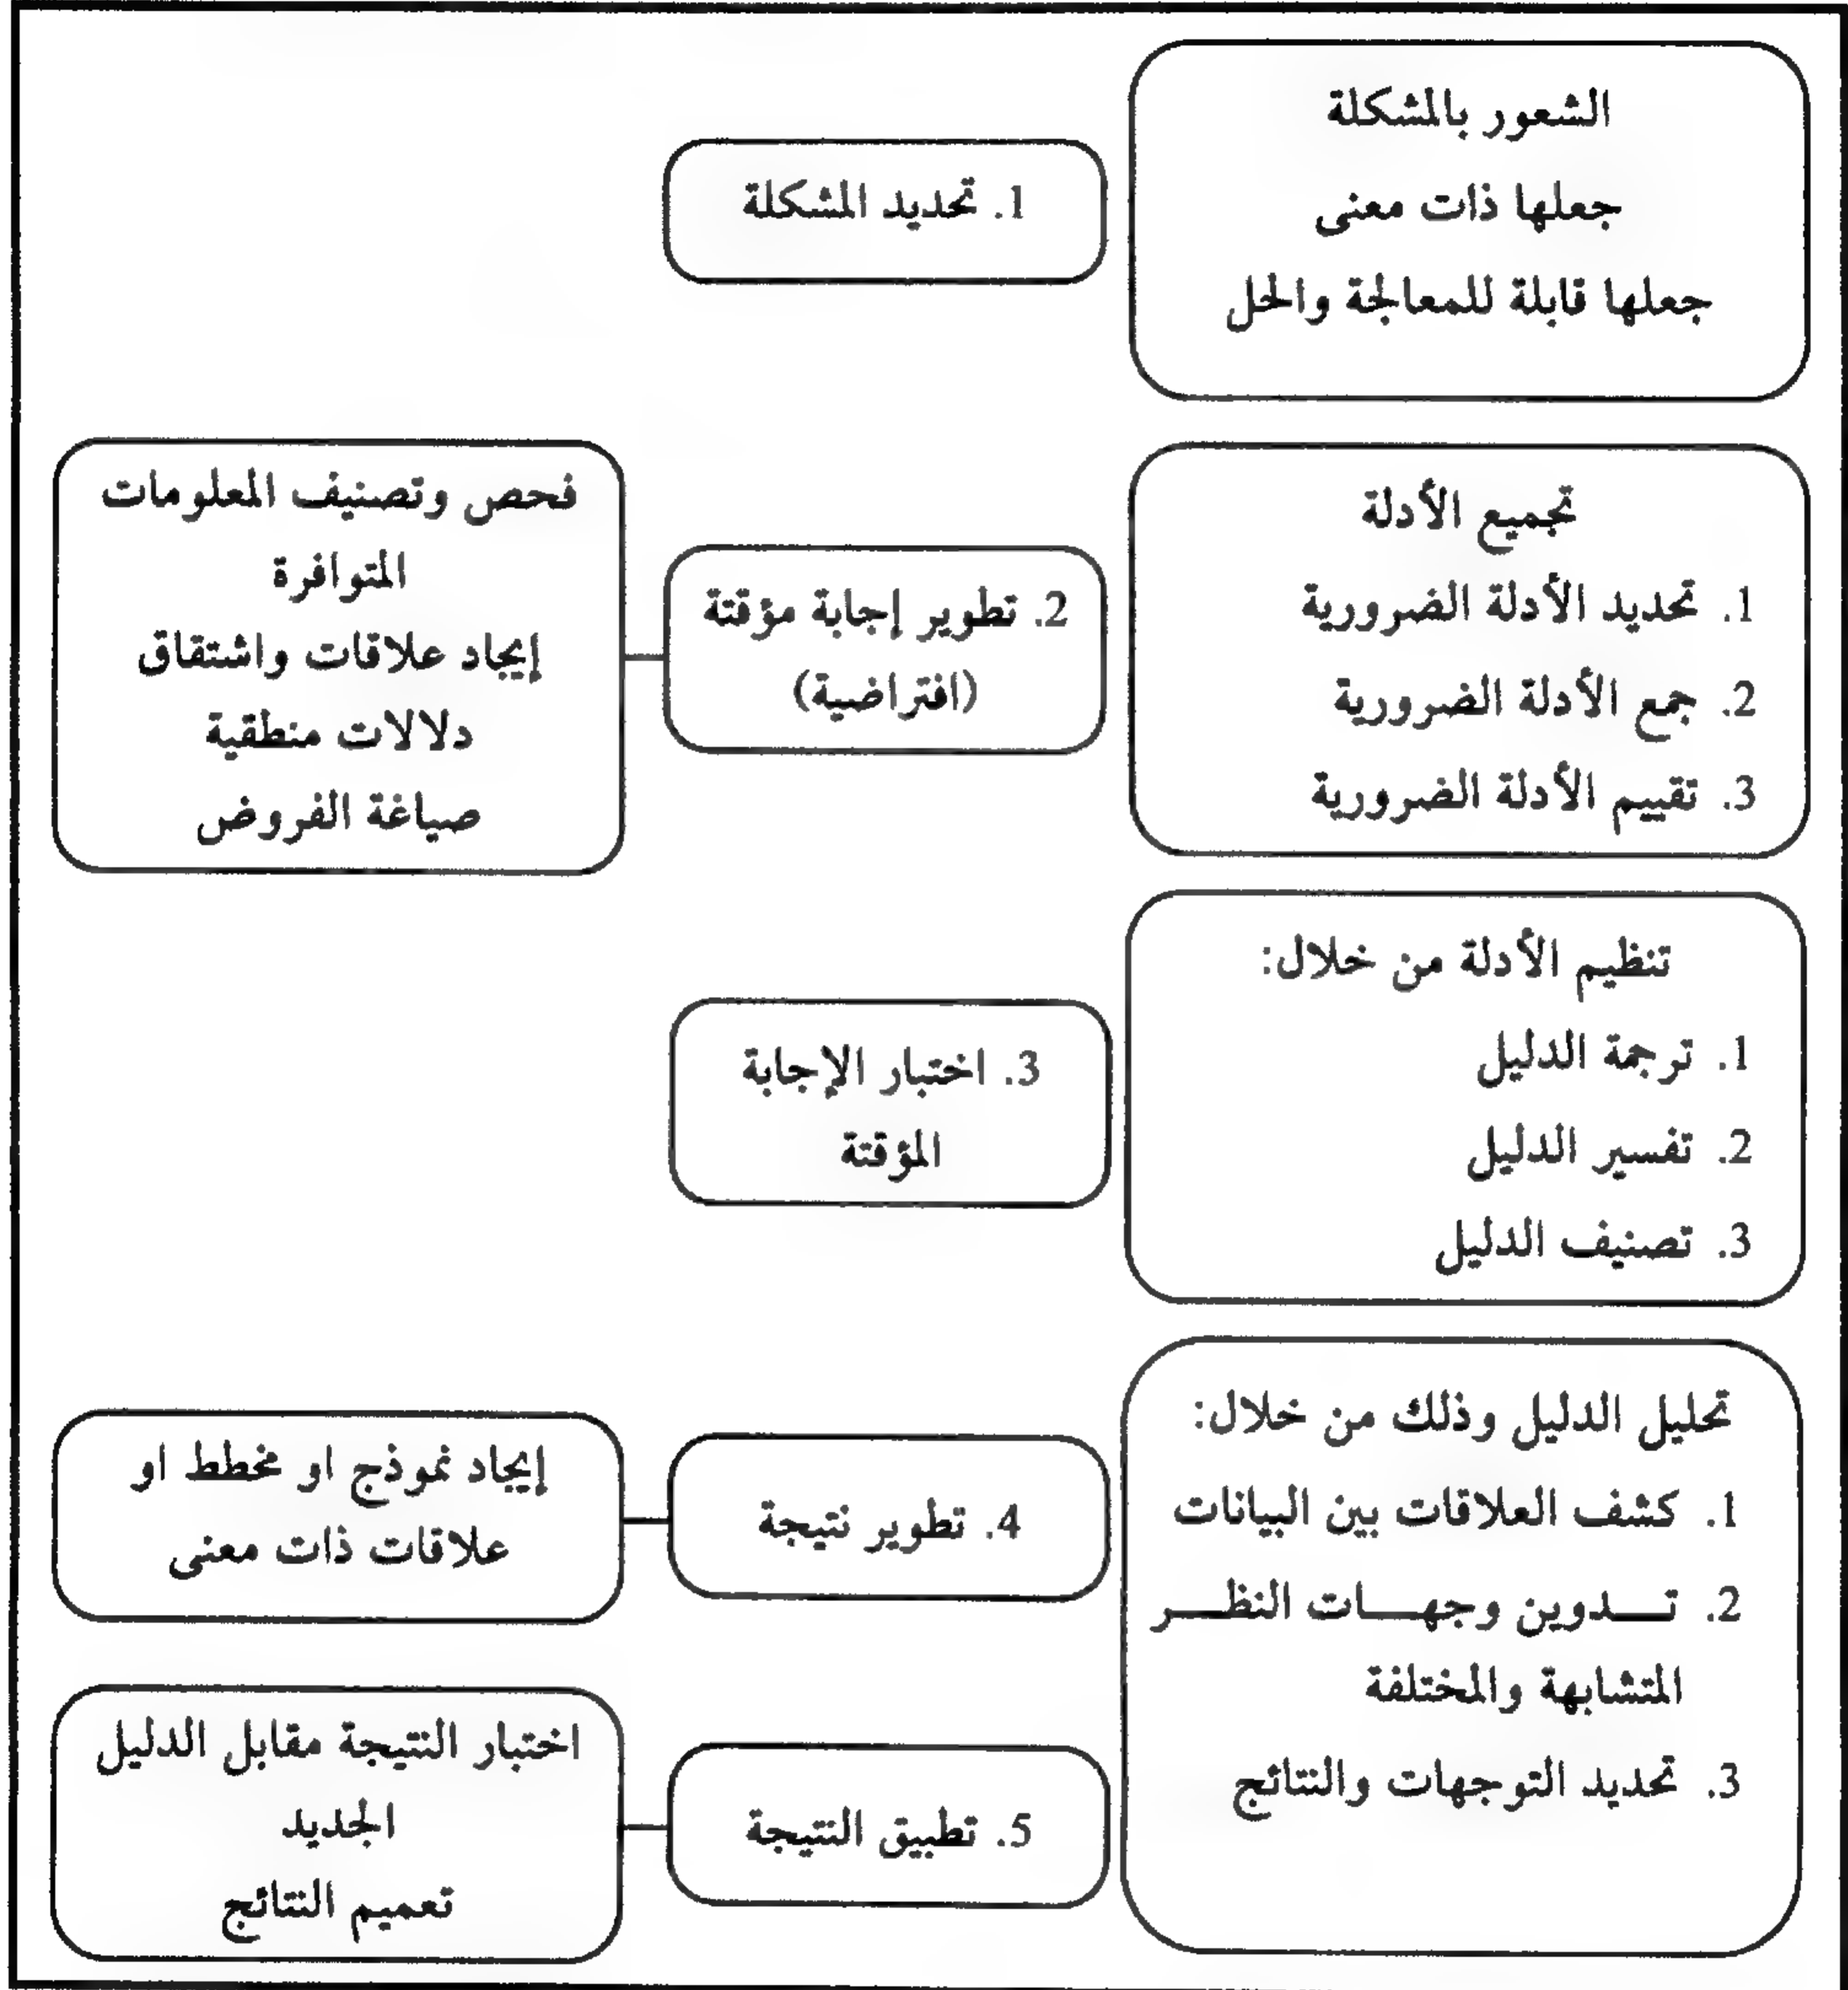 الشعور بالمشكلة
جعلها ذات معنى
جعلها قابلة للمعالجة والحل
1. تحديد المشكلة
تجميع الأدلة
1. تحديد الأدلة الضرورية
2. جمع الأدلة الضرورية
3. تقييم الأدلة الضرورية
2. تطوير إجابة مؤقتة
(افتراضية)
فحص وتصنيف المعلومات
المتوافرة
إيجاد علاقات واشتقاق
دلالات منطقية
صياغة الفروض
تنظيم الأدلة من خلال:
1. ترجمة الدليل
2. تفسير الدليل
3. تصنيف الدليل
3. اختبار الإجابة
المؤقتة
تحليل الدليل وذلك من خلال:
1. كشف العلاقات بين البيانات
2. تـدوين وجهـات النظـر
المتشابهة والمختلفة
3. تحديد التوجهات والنتائج
4. تطوير نتيجة
إيجاد نموذج او مخطط او
علاقات ذات معنى
5. تطبيق النتيجة
اختبار النتيجة مقابل الدليل
الجديد
تعميم النتائج